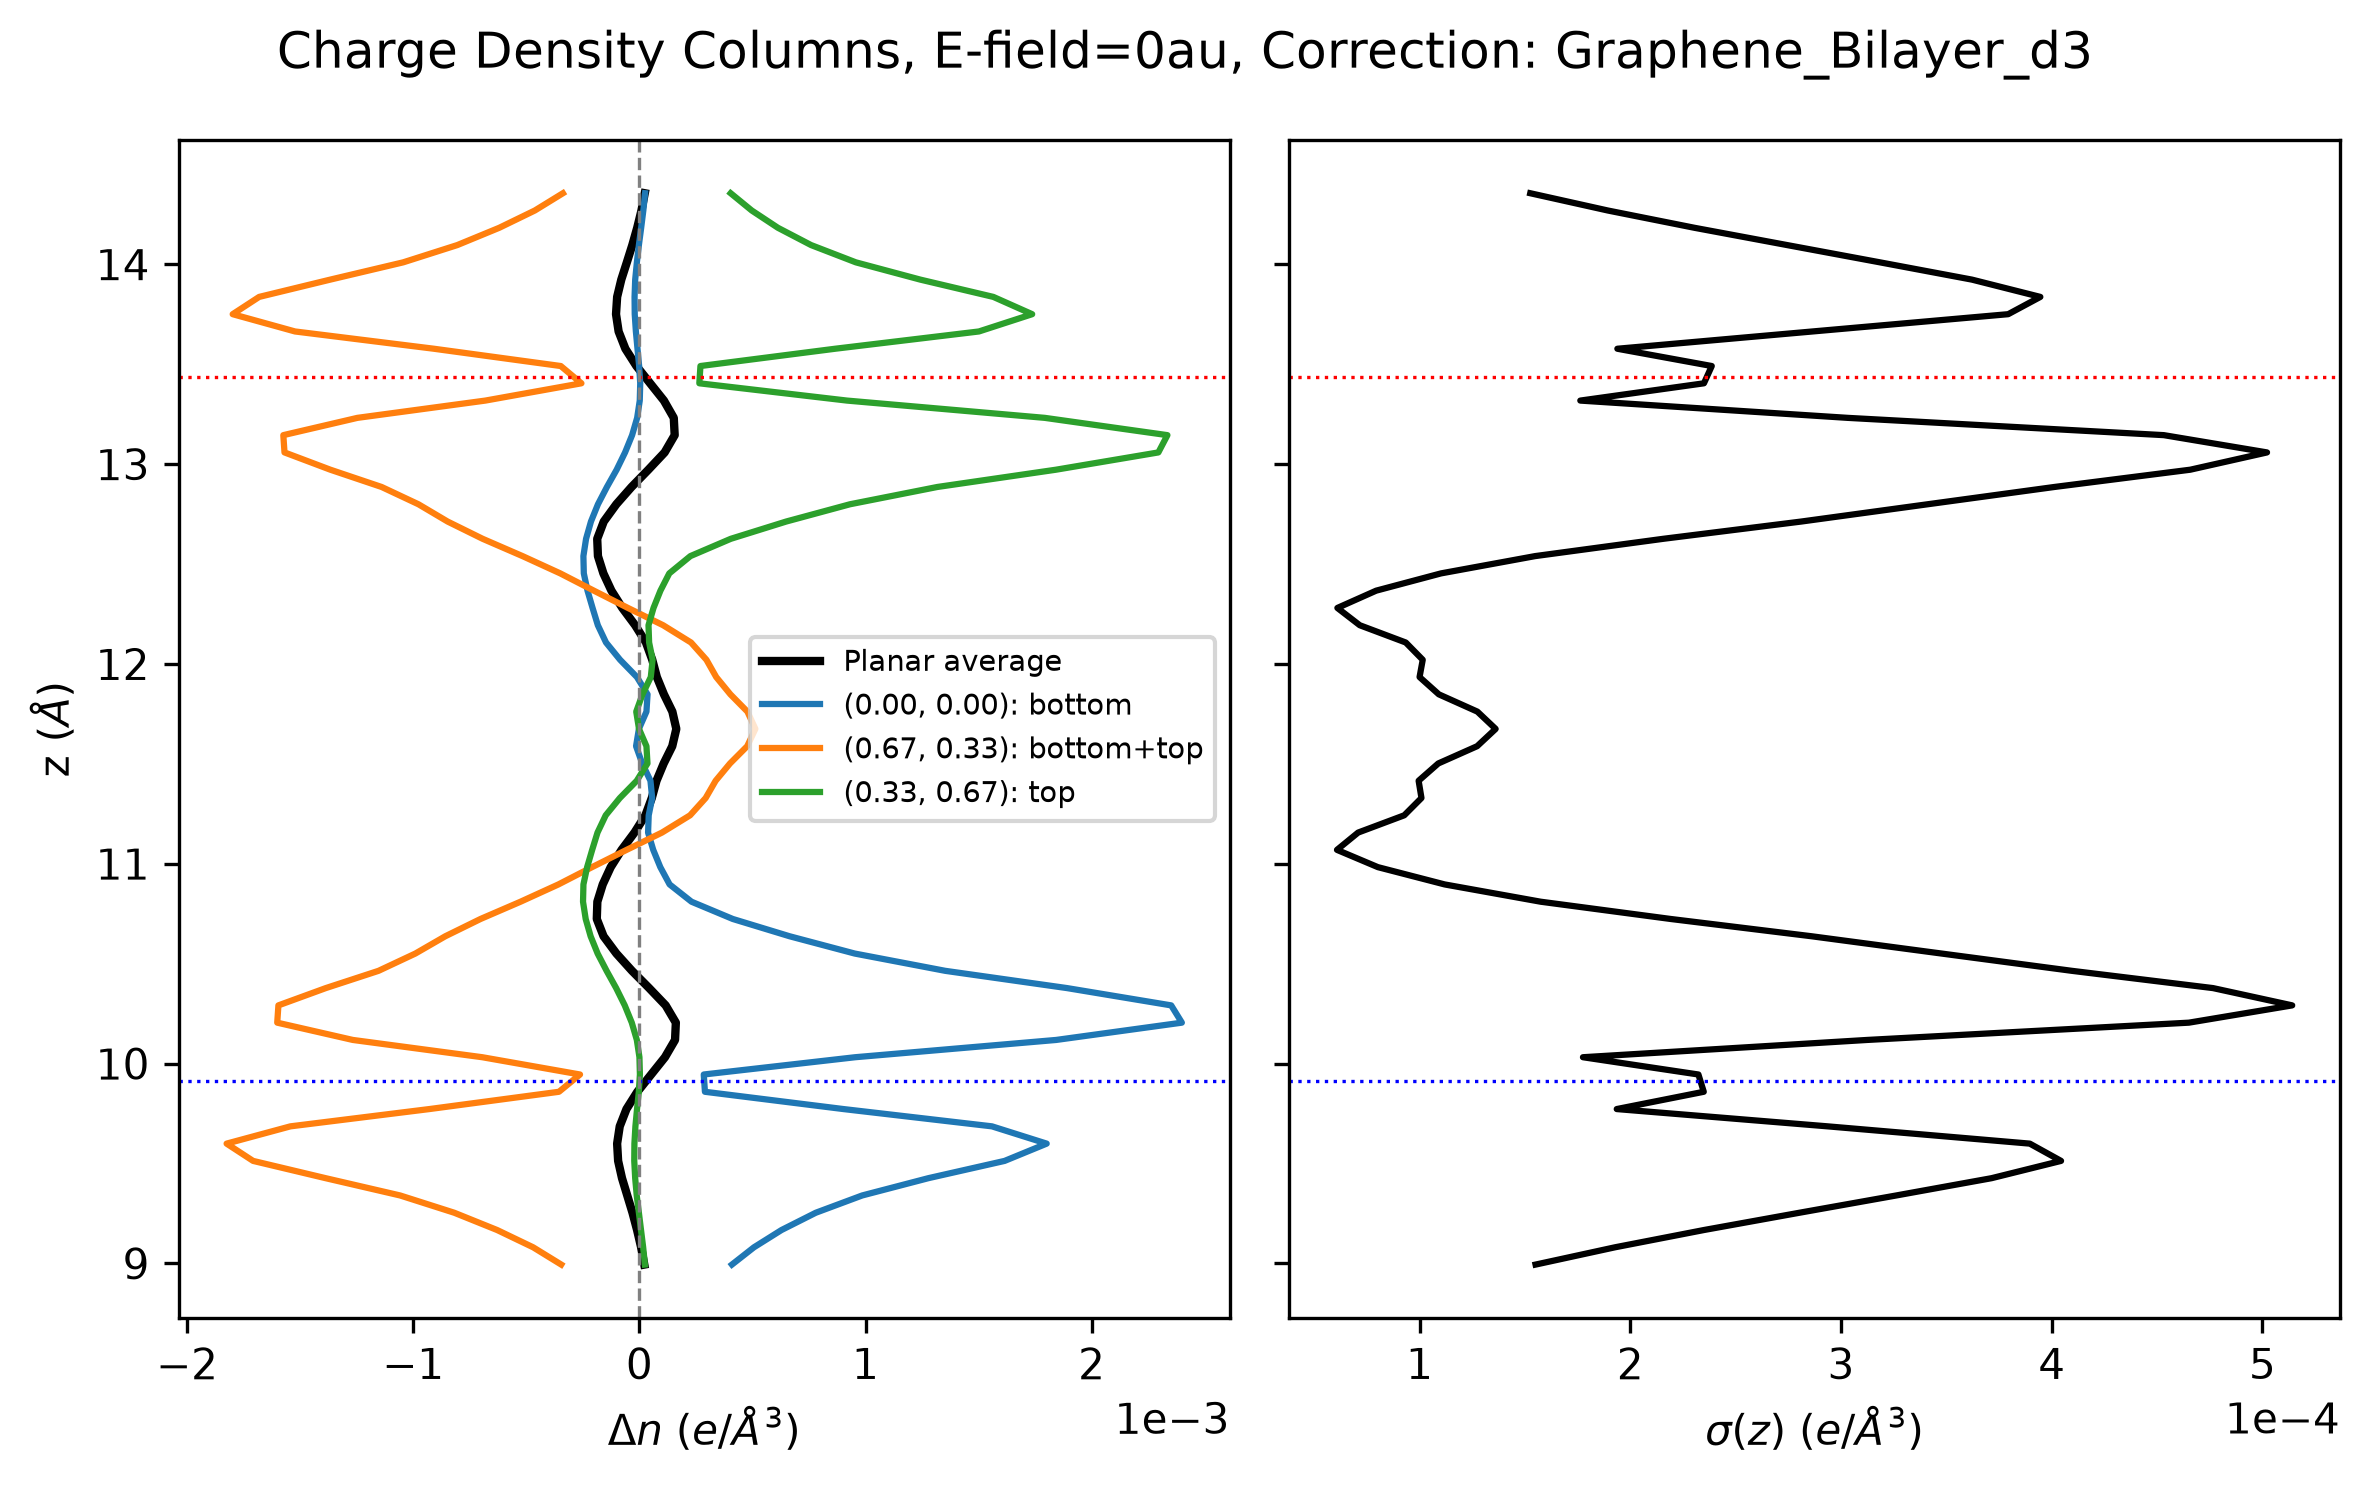 Charge Density Columns, E-field=0au, Correction: Graphene_Bilayer_d3
14
13
12
11
10
9
z (Å)
Planar average
(0.00, 0.00): bottom
(0.67, 0.33): bottom+top
(0.33, 0.67): top
−2 −1 0 1 2
1e−3
Δn (e/Å³)
1 2 3 4 5
1e−4
σ(z) (e/Å³)